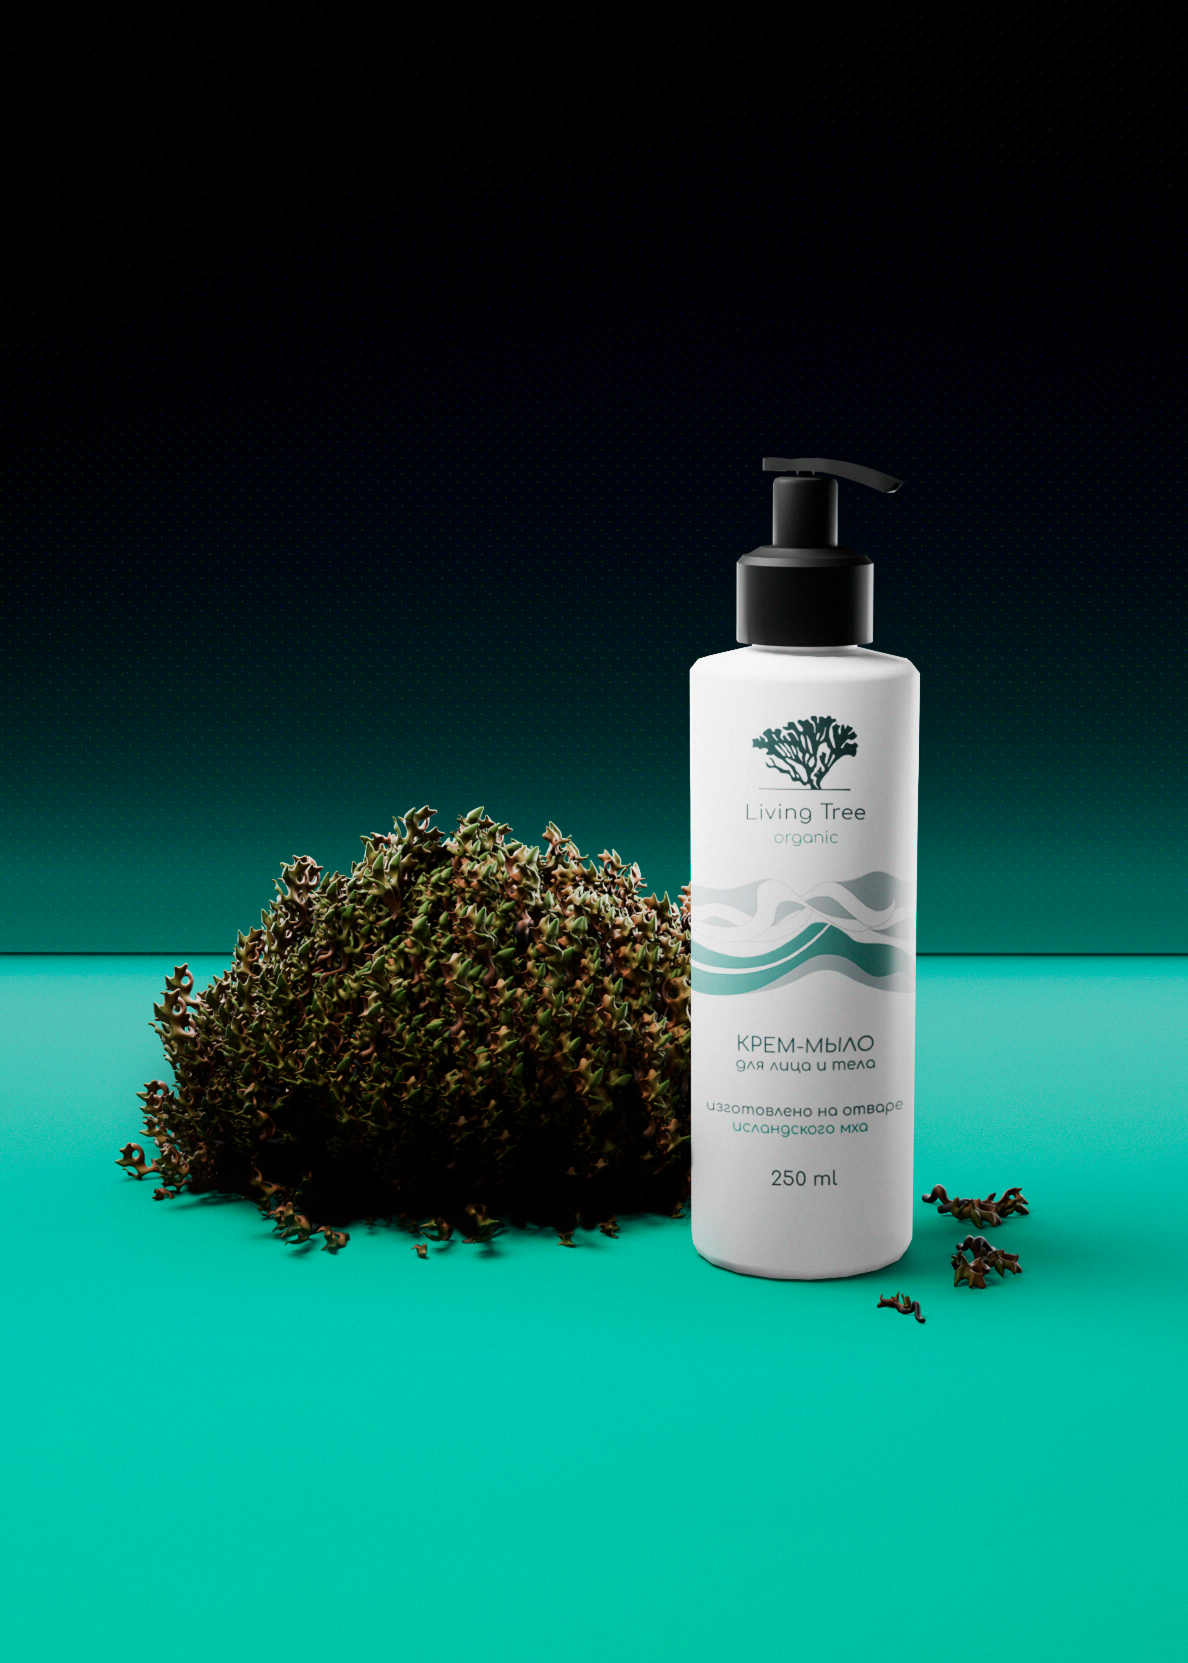 Living Tree
organic
КРЕМ-МЫЛО
для лица и тела
изготовлено на отваре
исландского мха
250 ml